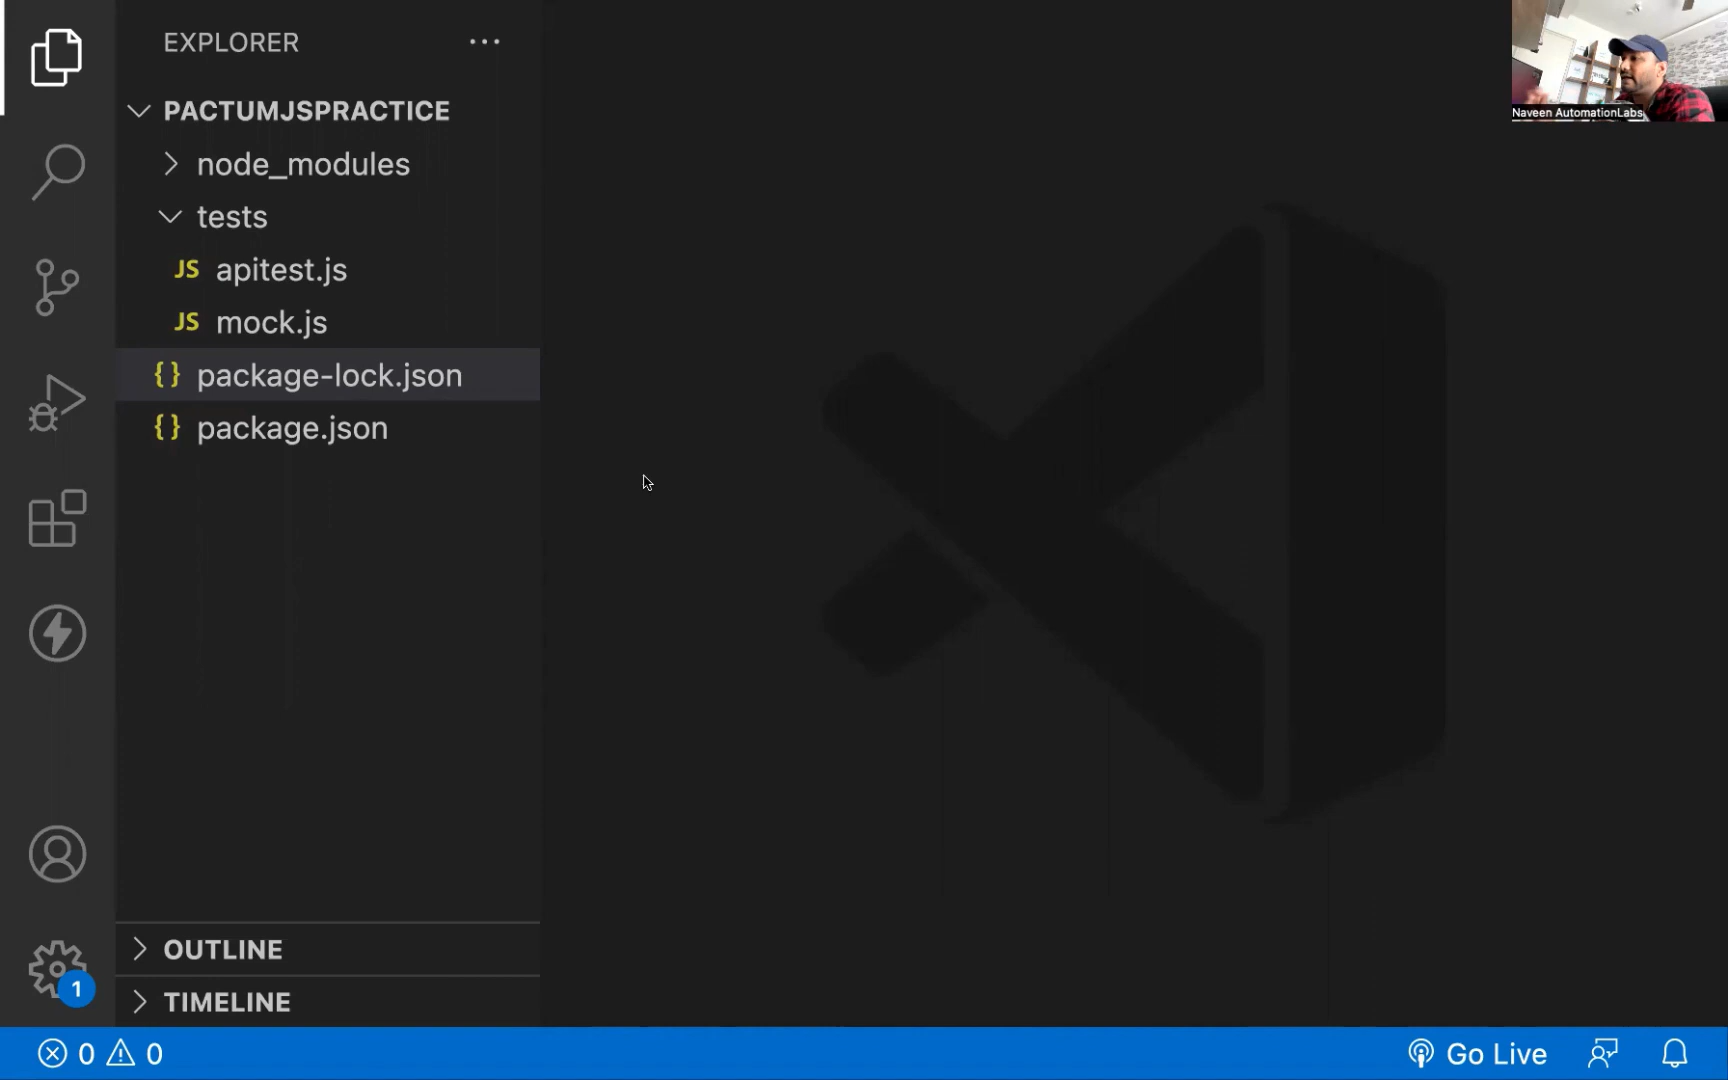 EXPLORER
PACTUMJSPRACTICE
node_modules
tests
JS apitest.js
JS mock.js
{} package-lock.json
{} package.json
OUTLINE
TIMELINE
1
0 0
Go Live
Naveen AutomationLabs